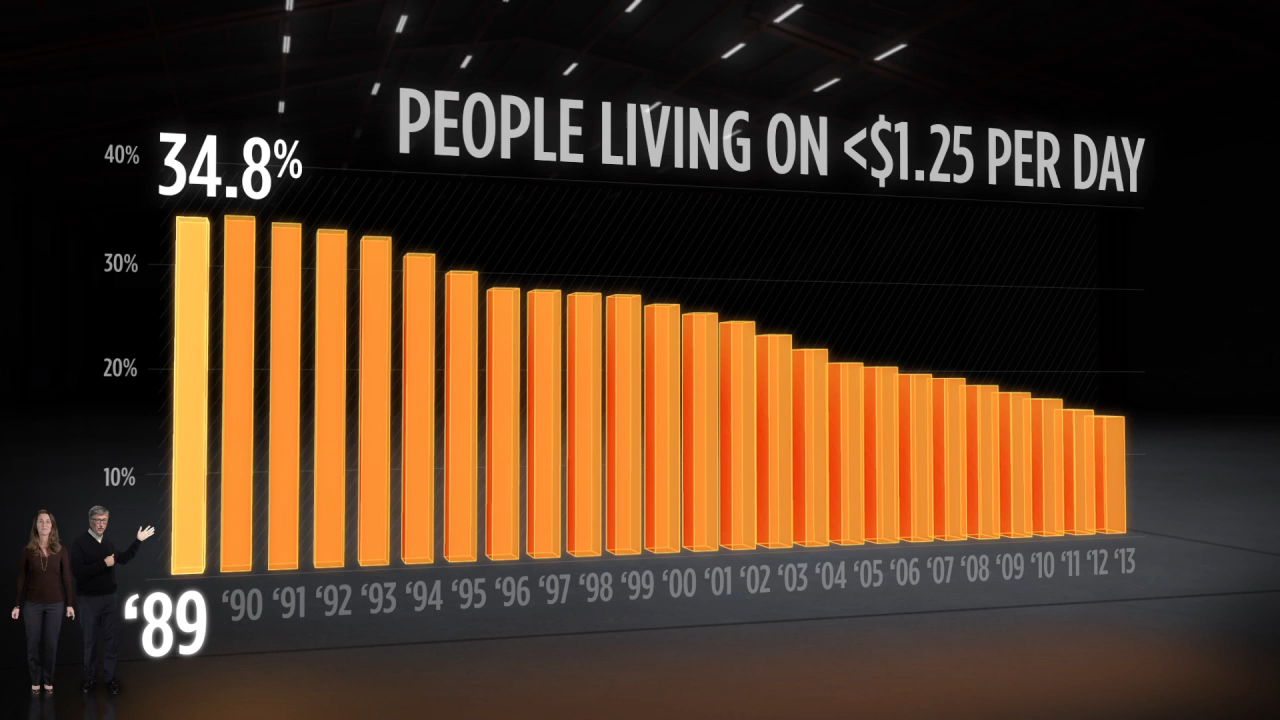 PEOPLE LIVING ON <$1.25 PER DAY
34.8%
40%
30%
20%
10%
‘89 ‘90 ‘91 ‘92 ‘93 ‘94 ‘95 ‘96 ‘97 ‘98 ‘99 ‘00 ‘01 ‘02 ‘03 ‘04 ‘05 ‘06 ‘07 ‘08 ‘09 ‘10 ‘11 ‘12 ‘13